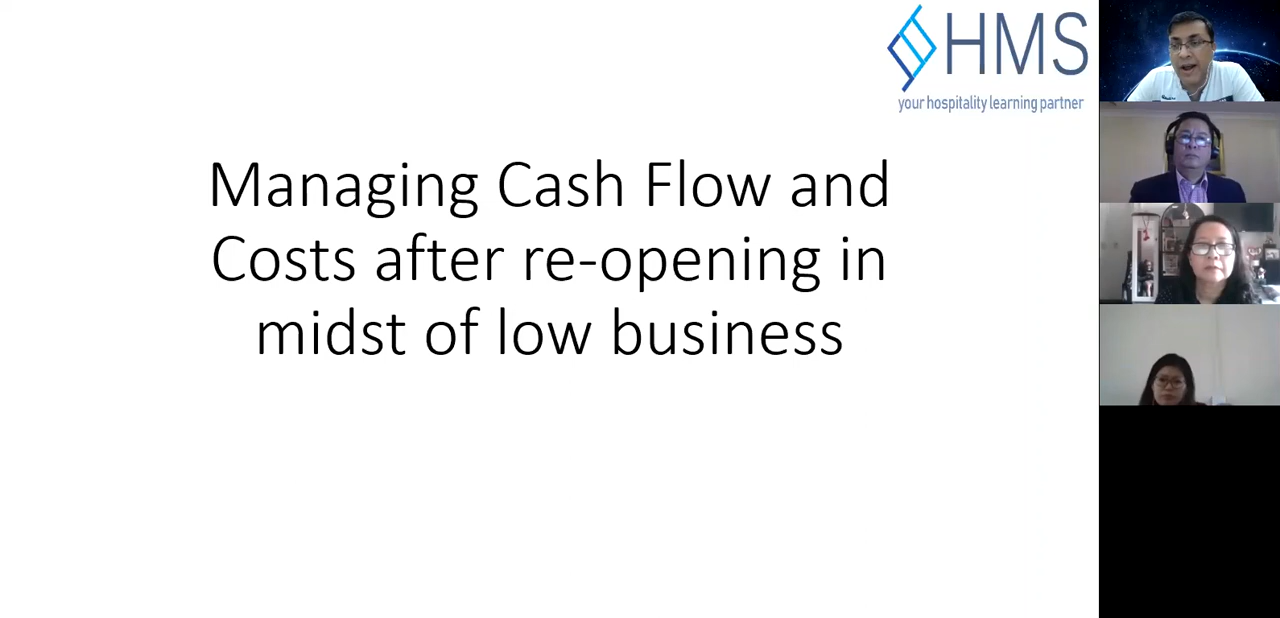 HMS
your hospitality learning partner
Managing Cash Flow and
Costs after re-opening in
midst of low business